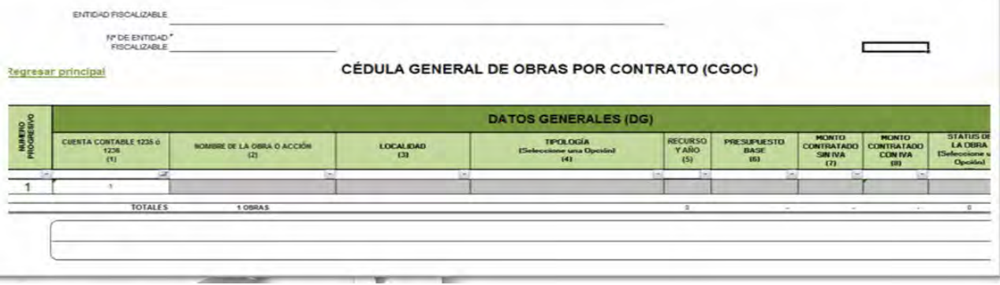 ENTIDAD FISCALIZABLE
N° DE ENTIDAD
FISCALIZABLE
Regresar principal
CÉDULA GENERAL DE OBRAS POR CONTRATO (CGOC)
NUMERO
PROGRESIVO
DATOS GENERALES (DG)
CUENTA CONTABLE 1235 ó
1236
(1)
NOMBRE DE LA OBRA O ACCIÓN
(2)
LOCALIDAD
(3)
TIPOLOGÍA
(Seleccione una Opción)
(4)
RECURSO
Y AÑO
(5)
PRESUPUESTO
BASE
(6)
MONTO
CONTRATADO
SIN IVA
(7)
MONTO
CONTRATADO
CON IVA
(8)
STATUS DE
LA OBRA
(Seleccione u
Opción)
1 1
TOTALES 1 OBRAS 0 - - - 0